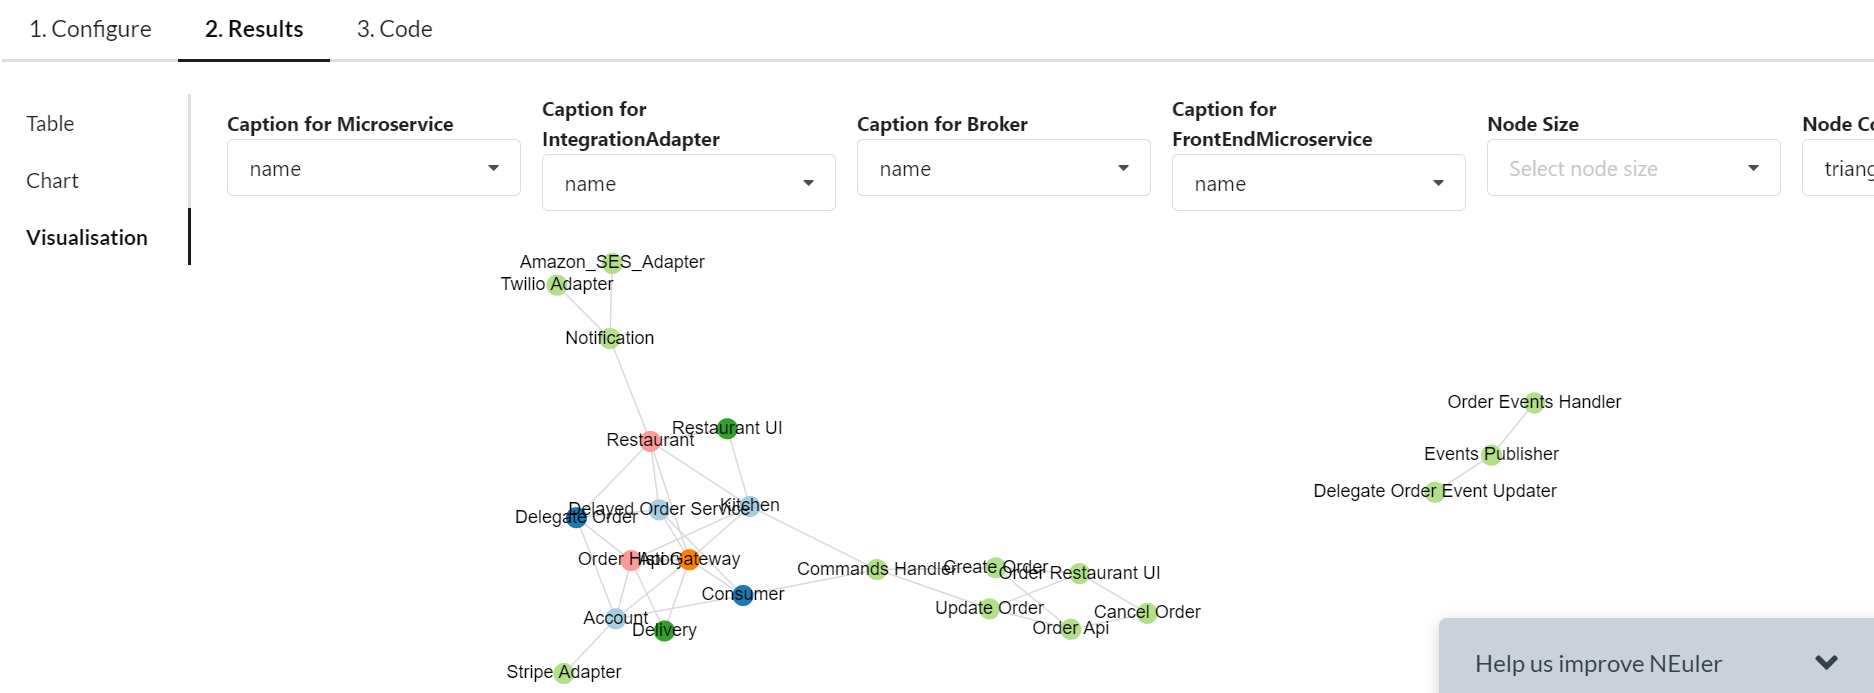 1. Configure
2. Results
3. Code
Table
Chart
Visualisation
Caption for Microservice
name
Caption for
IntegrationAdapter
name
Caption for Broker
name
Caption for
FrontEndMicroservice
name
Node Size
Select node size
Node Co
triang
Amazon_SES_Adapter
Twilio Adapter
Notification
Restaurant UI
Restaurant
Order Events Handler
Events Publisher
Delegate Order Event Updater
Kitchen
Delayed Order Service
Delegate Order
Order History
Api Gateway
Commands Handler
Create Order
Order Restaurant UI
Consumer
Update Order
Cancel Order
Account
Delivery
Order Api
Stripe Adapter
Help us improve NEuler